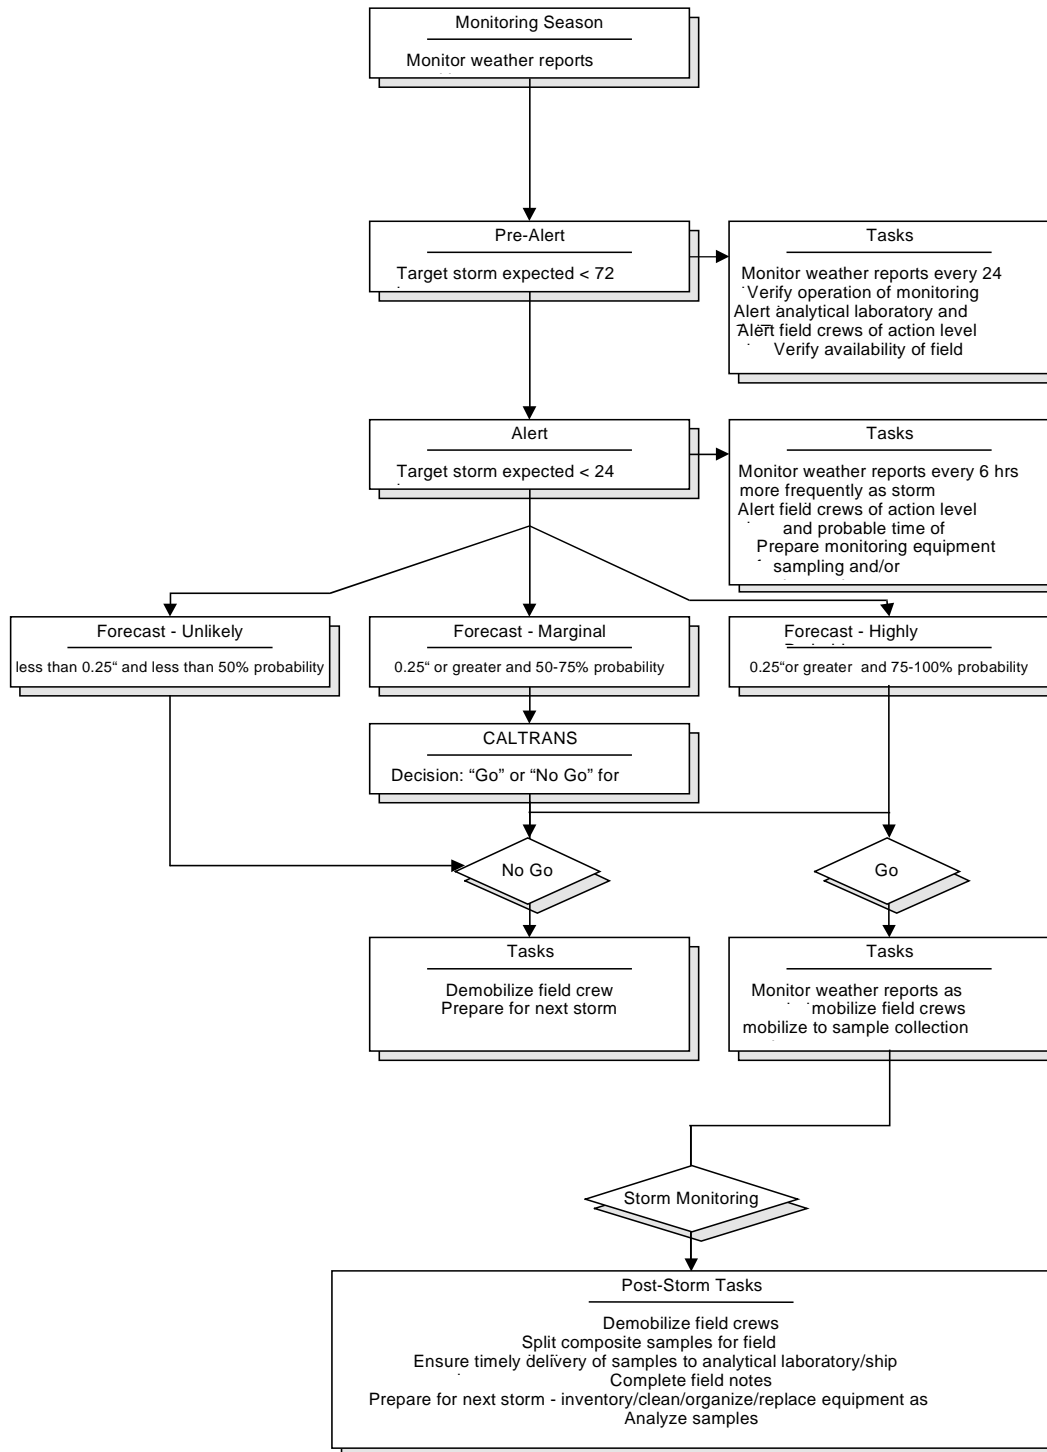 Monitoring Season
Monitor weather reports
Pre-Alert
Target storm expected < 72
Tasks
Monitor weather reports every 24
Verify operation of monitoring
Alert analytical laboratory and
Alert field crews of action level
Verify availability of field
Alert
Target storm expected < 24
Tasks
Monitor weather reports every 6 hrs
more frequently as storm
Alert field crews of action level
and probable time of
Prepare monitoring equipment
sampling and/or
Forecast - Unlikely
less than 0.25“ and less than 50% probability
Forecast - Marginal
0.25“ or greater and 50-75% probability
Forecast - Highly
0.25“or greater  and 75-100% probability
CALTRANS
Decision: “Go” or “No Go” for
No Go
Go
Tasks
Demobilize field crew
Prepare for next storm
Tasks
Monitor weather reports as
mobilize field crews
mobilize to sample collection
Storm Monitoring
Post-Storm Tasks
Demobilize field crews
Split composite samples for field
Ensure timely delivery of samples to analytical laboratory/ship
Complete field notes
Prepare for next storm - inventory/clean/organize/replace equipment as
Analyze samples